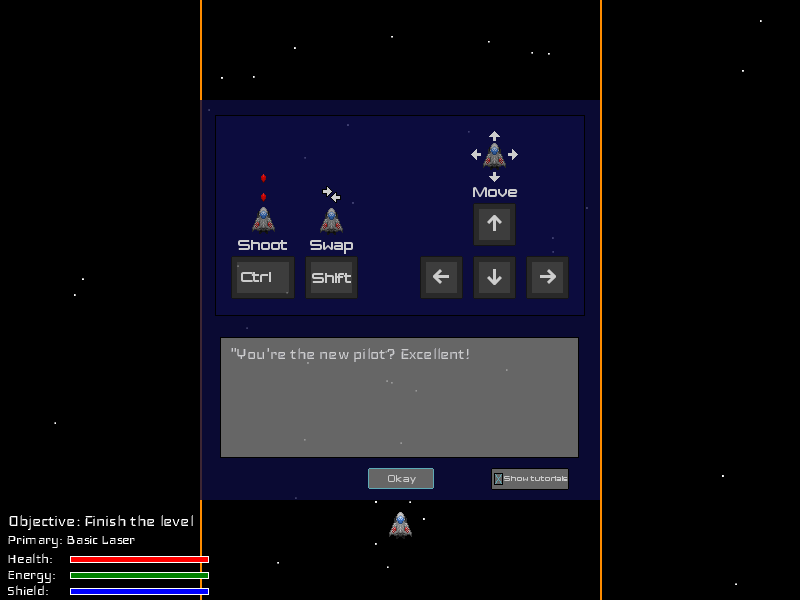 Move
Shoot
Swap
Ctrl
Shift
"You're the new pilot? Excellent!
Okay
Show tutorials
Objective: Finish the level
Primary: Basic Laser
Health:
Energy:
Shield: